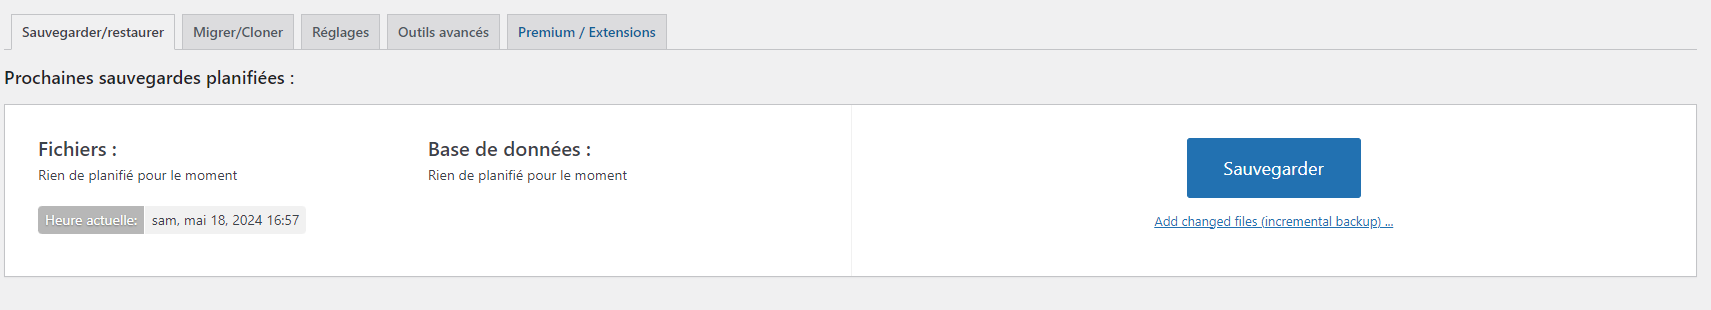 Sauvegarder/restaurer Migrer/Cloner Réglages Outils avancés Premium / Extensions
Prochaines sauvegardes planifiées :
Fichiers :
Rien de planifié pour le moment
Base de données :
Rien de planifié pour le moment
Heure actuelle: sam, mai 18, 2024 16:57
Sauvegarder
Add changed files (incremental backup) ...